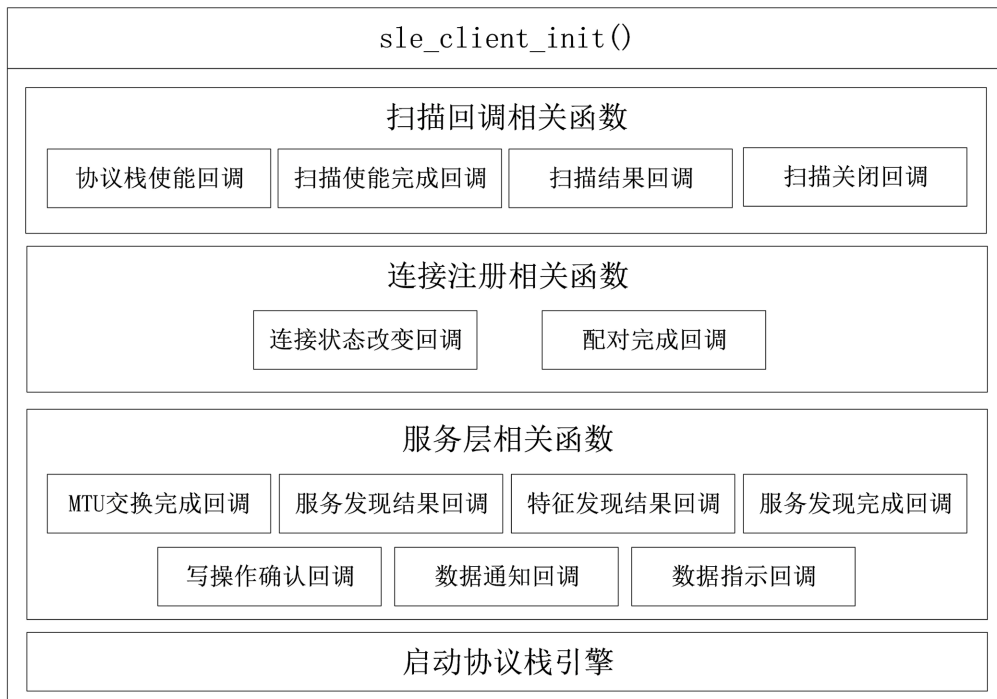 sle_client_init()
扫描回调相关函数
协议栈使能回调 扫描使能完成回调 扫描结果回调 扫描关闭回调
连接注册相关函数
连接状态改变回调 配对完成回调
服务层相关函数
MTU交换完成回调 服务发现结果回调 特征发现结果回调 服务发现完成回调
写操作确认回调 数据通知回调 数据指示回调
启动协议栈引擎